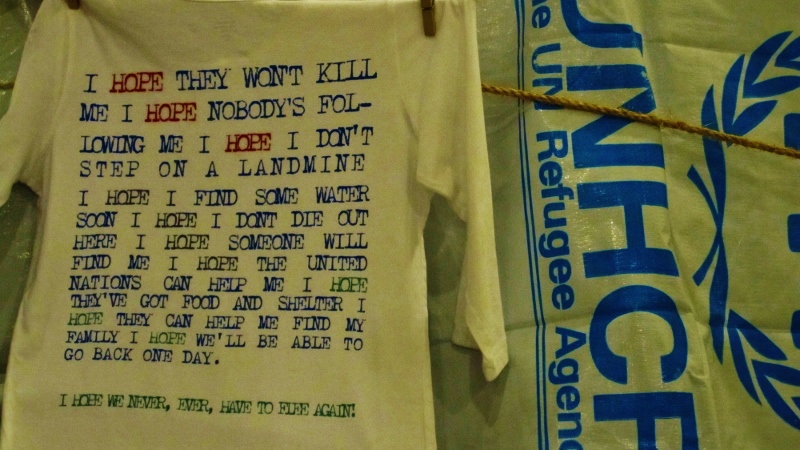 I HOPE THEY WON'T KILL
ME I HOPE NOBODY'S FOL-
LOWING ME I HOPE I DON'T
STEP ON A LANDMINE
I HOPE I FIND SOME WATER
SOON I HOPE I DONT DIE OUT
HERE I HOPE SOMEONE WILL
FIND ME I HOPE THE UNITED
NATIONS CAN HELP ME I HOPE
THEY'VE GOT FOOD AND SHELTER I
HOPE THEY CAN HELP ME FIND MY
FAMILY I HOPE WE'LL BE ABLE TO
GO BACK ONE DAY.
I HOPE WE NEVER, EVER, HAVE TO FLEE AGAIN!
UNHCR
The UN Refugee Agency